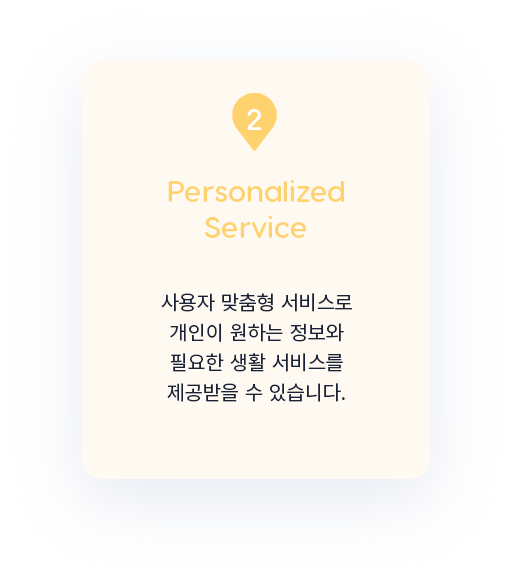 2
Personalized
Service
사용자 맞춤형 서비스로
개인이 원하는 정보와
필요한 생활 서비스를
제공받을 수 있습니다.